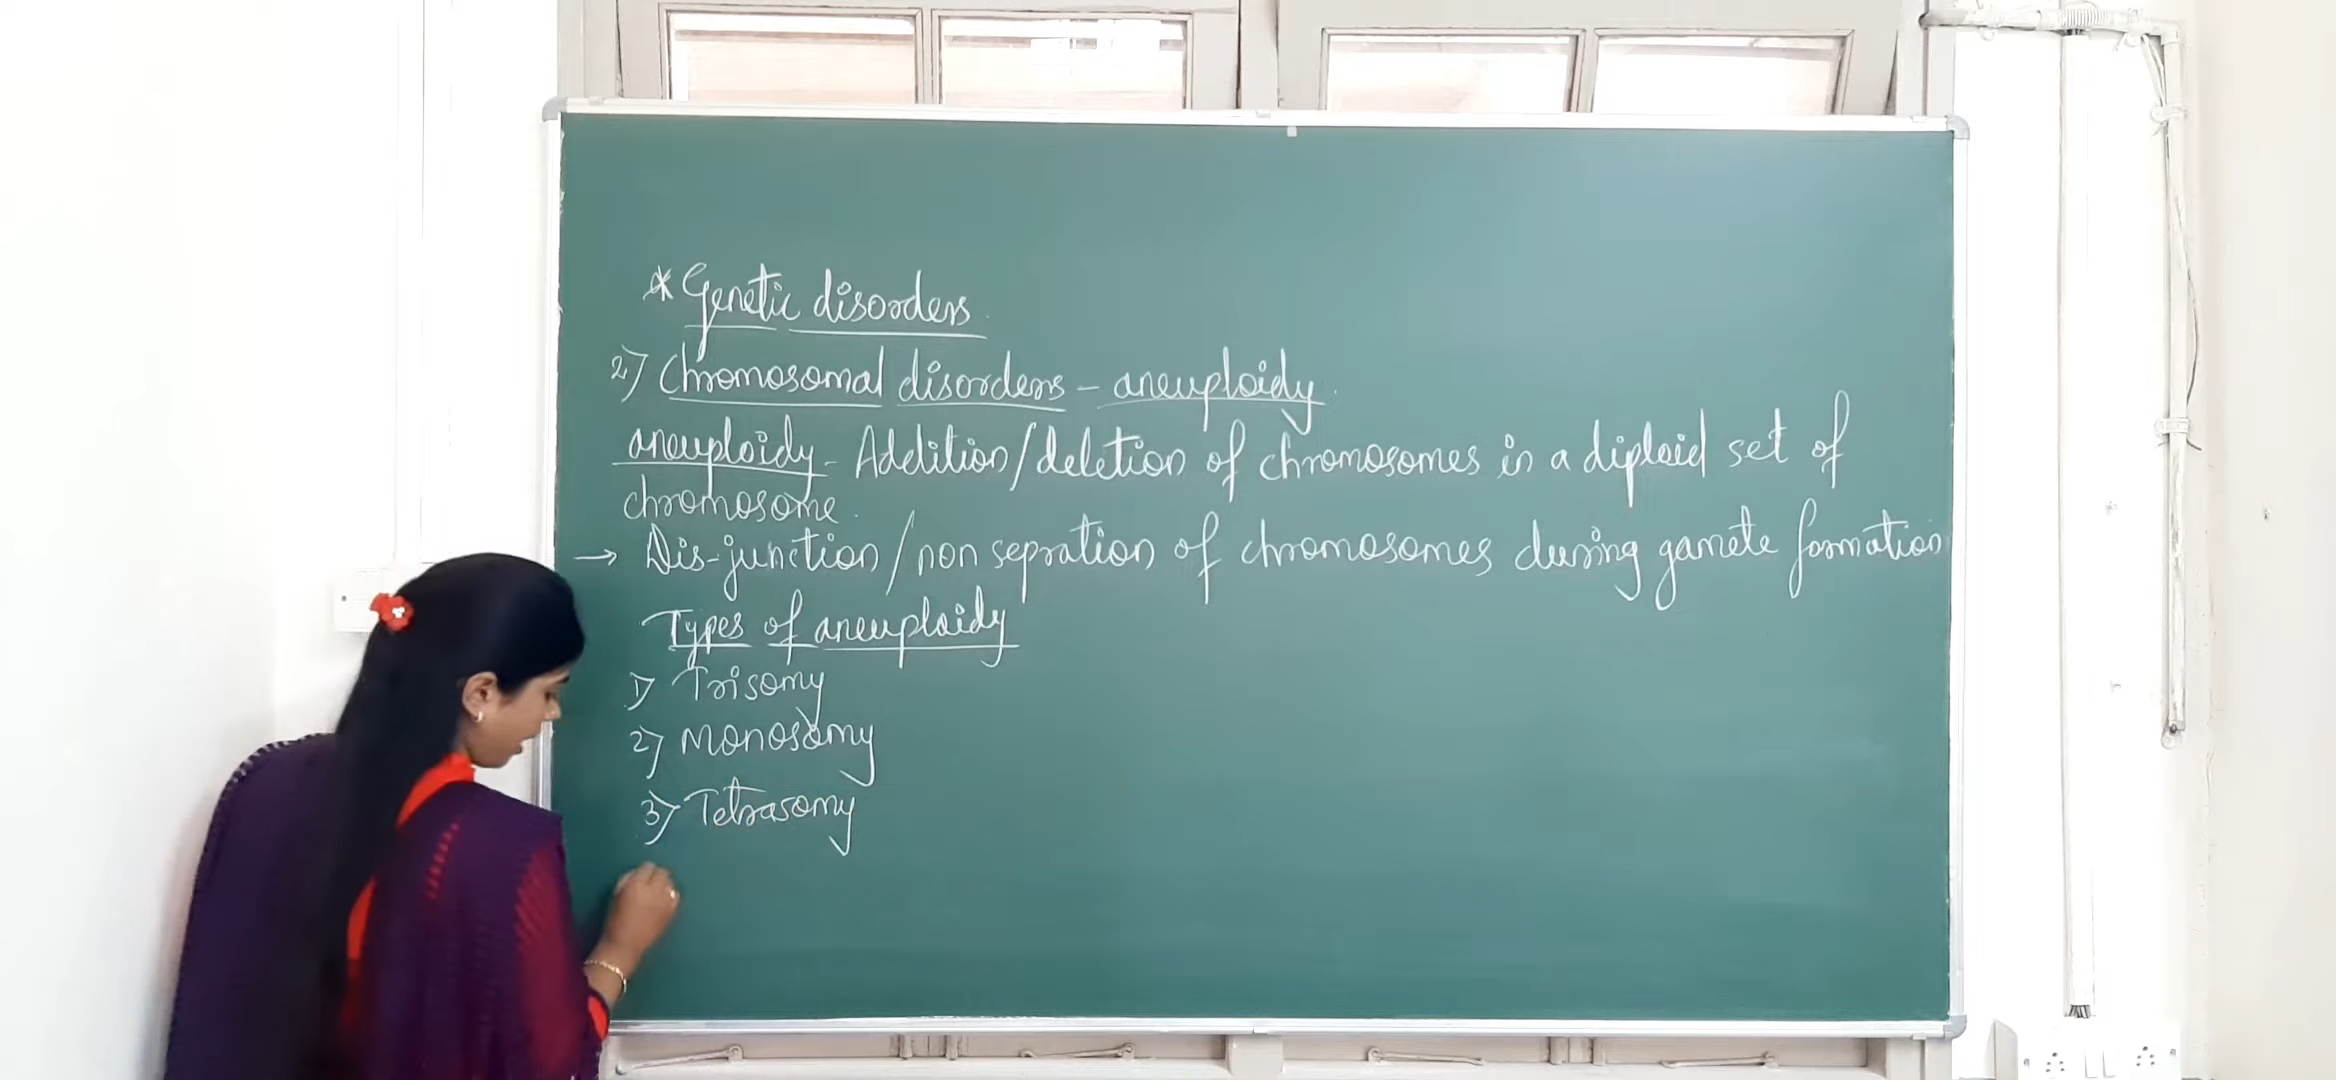 * Genetic disorders.
2) Chromosomal disorders - aneuploidy.
aneuploidy - Addition/deletion of chromosomes in a diploid set of
chromosome.
→ Dis-junction/non sepration of chromosomes during gamete formation
Types of aneuploidy
1) Trisomy
2) Monosomy
3) Tetrasomy